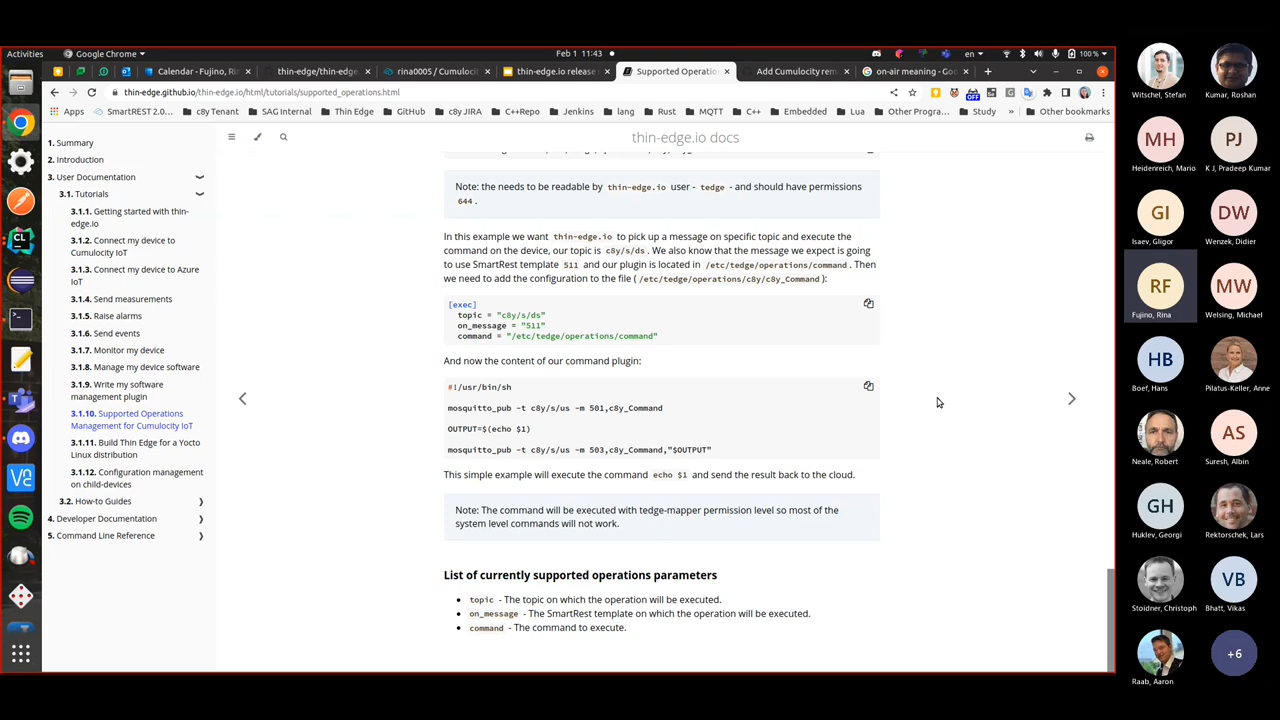 Activities
Google Chrome
Feb 1 11:43
en
100 %
Calendar - Fujino, Ri
thin-edge/thin-edge
rina0005 / Cumuloci
thin-edge.io release
Supported Operatio
Add Cumulocity rem
on-air meaning - Goo
thin-edge.github.io/thin-edge.io/html/tutorials/supported_operations.html
OFF
Apps
SmartREST 2.0...
c8y Tenant
SAG Internal
Thin Edge
GitHub
c8y JIRA
C++Repo
Jenkins
lang
Rust
MQTT
C++
Embedded
Lua
Other Progra...
Study
»
Other bookmarks
thin-edge.io docs
1. Summary
2. Introduction
3. User Documentation
3.1. Tutorials
3.1.1. Getting started with thin-
edge.io
3.1.2. Connect my device to
Cumulocity IoT
3.1.3. Connect my device to Azure
IoT
3.1.4. Send measurements
3.1.5. Raise alarms
3.1.6. Send events
3.1.7. Monitor my device
3.1.8. Manage my device software
3.1.9. Write my software
management plugin
3.1.10. Supported Operations
Management for Cumulocity IoT
3.1.11. Build Thin Edge for a Yocto
Linux distribution
3.1.12. Configuration management
on child-devices
3.2. How-to Guides
4. Developer Documentation
5. Command Line Reference
Note: the needs to be readable by thin-edge.io user - tedge - and should have permissions
644 .
In this example we want thin-edge.io to pick up a message on specific topic and execute the
command on the device, our topic is c8y/s/ds . We also know that the message we expect is going
to use SmartRest template 511 and our plugin is located in /etc/tedge/operations/command . Then
we need to add the configuration to the file ( /etc/tedge/operations/c8y/c8y_Command ):
[exec]
topic = "c8y/s/ds"
on_message = "511"
command = "/etc/tedge/operations/command"
And now the content of our command plugin:
#!/usr/bin/sh
mosquitto_pub -t c8y/s/us -m 501,c8y_Command
OUTPUT=$(echo $1)
mosquitto_pub -t c8y/s/us -m 503,c8y_Command,"$OUTPUT"
This simple example will execute the command echo $1 and send the result back to the cloud.
Note: The command will be executed with tedge-mapper permission level so most of the
system level commands will not work.
List of currently supported operations parameters
• topic - The topic on which the operation will be executed.
• on_message - The SmartRest template on which the operation will be executed.
• command - The command to execute.
Witschel, Stefan
Kumar, Roshan
MH
PJ
Heidenreich, Mario
K J, Pradeep Kumar
GI
DW
Isaev, Gligor
Wenzek, Didier
RF
MW
Fujino, Rina
Welsing, Michael
HB
Boef, Hans
Pilatus-Keller, Anne
AS
Neale, Robert
Suresh, Albin
GH
Huklev, Georgi
Rektorschek, Lars
VB
Stoidner, Christoph
Bhatt, Vikas
+6
Raab, Aaron